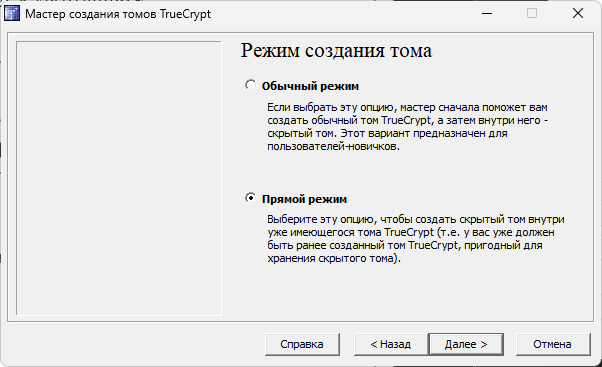 Мастер создания томов TrueCrypt
Режим создания тома
Обычный режим
Если выбрать эту опцию, мастер сначала поможет вам
создать обычный том TrueCrypt, а затем внутри него -
скрытый том. Этот вариант предназначен для
пользователей-новичков.
Прямой режим
Выберите эту опцию, чтобы создать скрытый том внутри
уже имеющегося тома TrueCrypt (т.е. у вас уже должен
быть ранее созданный том TrueCrypt, пригодный для
хранения скрытого тома).
Справка
< Назад
Далее >
Отмена